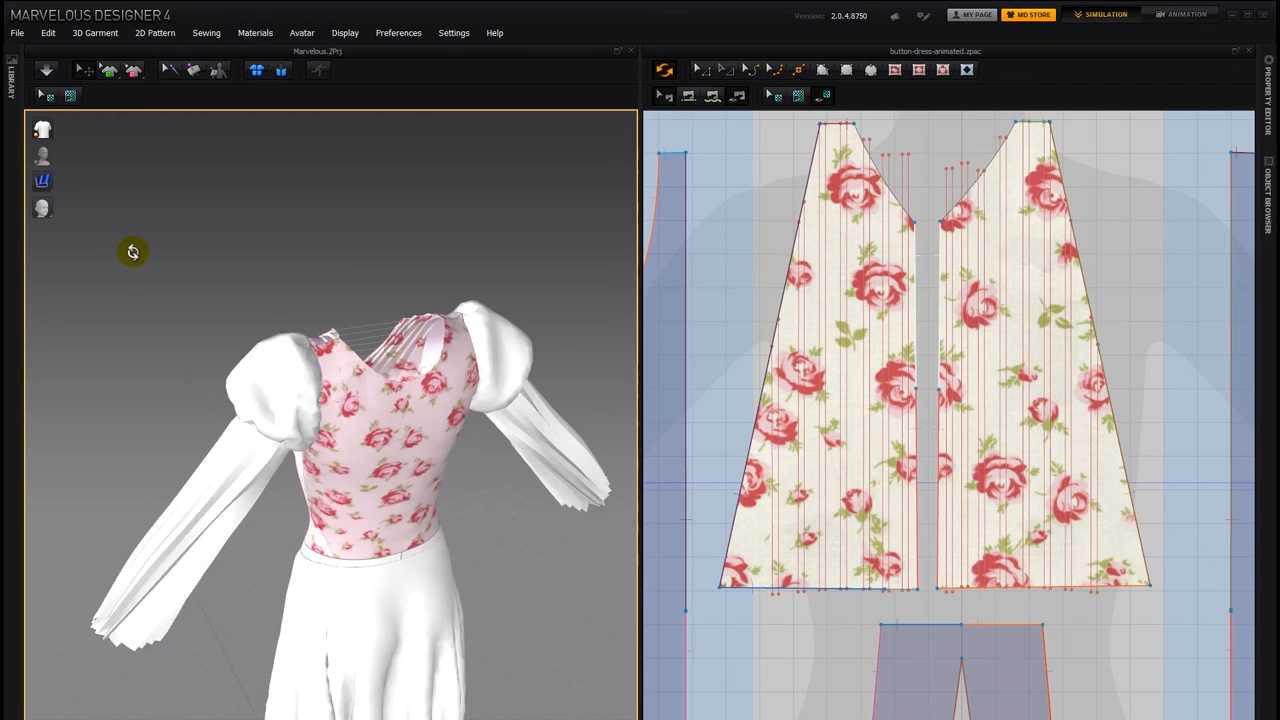 MARVELOUS DESIGNER 4
Version: 2.0.4.8750
MY PAGE
MD STORE
SIMULATION
ANIMATION
File Edit 3D Garment 2D Pattern Sewing Materials Avatar Display Preferences Settings Help
Marvelous.ZPrj
button-dress-animated.zpac
LIBRARY
PROPERTY EDITOR
OBJECT BROWSER